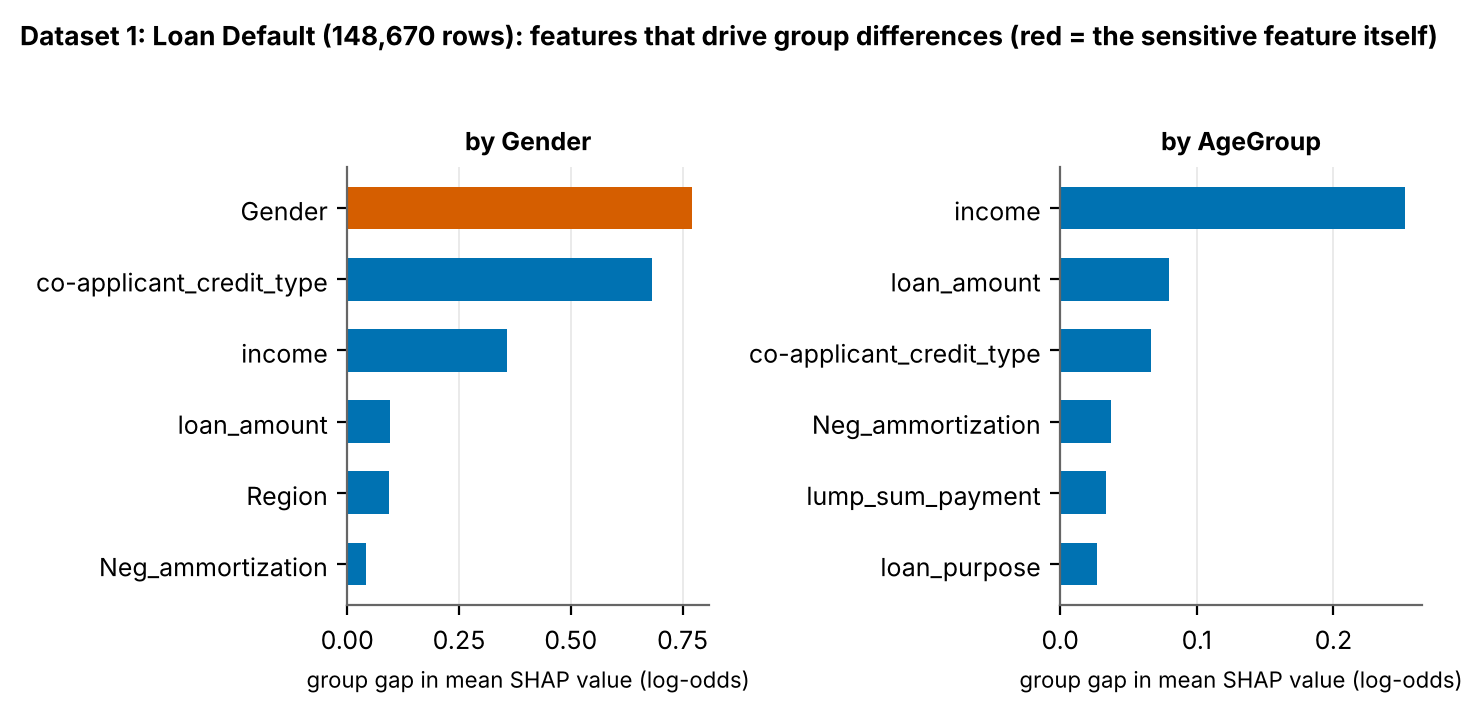 Dataset 1: Loan Default (148,670 rows): features that drive group differences (red = the sensitive feature itself)
by Gender
Gender
co-applicant_credit_type
income
loan_amount
Region
Neg_ammortization
0.00 0.25 0.50 0.75
group gap in mean SHAP value (log-odds)
by AgeGroup
income
loan_amount
co-applicant_credit_type
Neg_ammortization
lump_sum_payment
loan_purpose
0.0 0.1 0.2
group gap in mean SHAP value (log-odds)